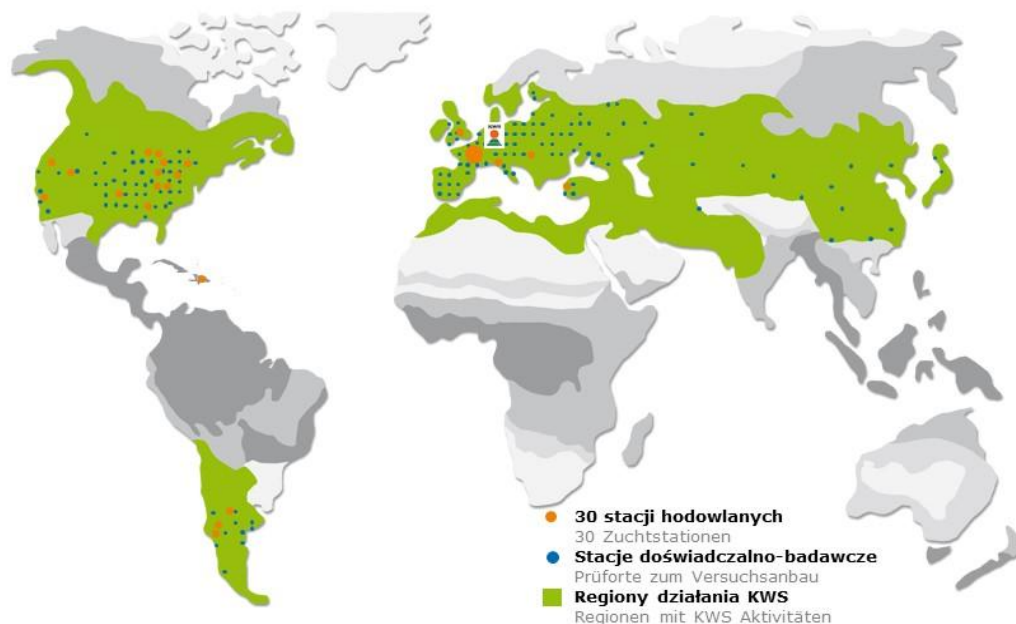 30 stacji hodowlanych
30 Zuchtstationen
Stacje doświadczalno-badawcze
Prüforte zum Versuchsanbau
Regiony działania KWS
Regionen mit KWS Aktivitäten